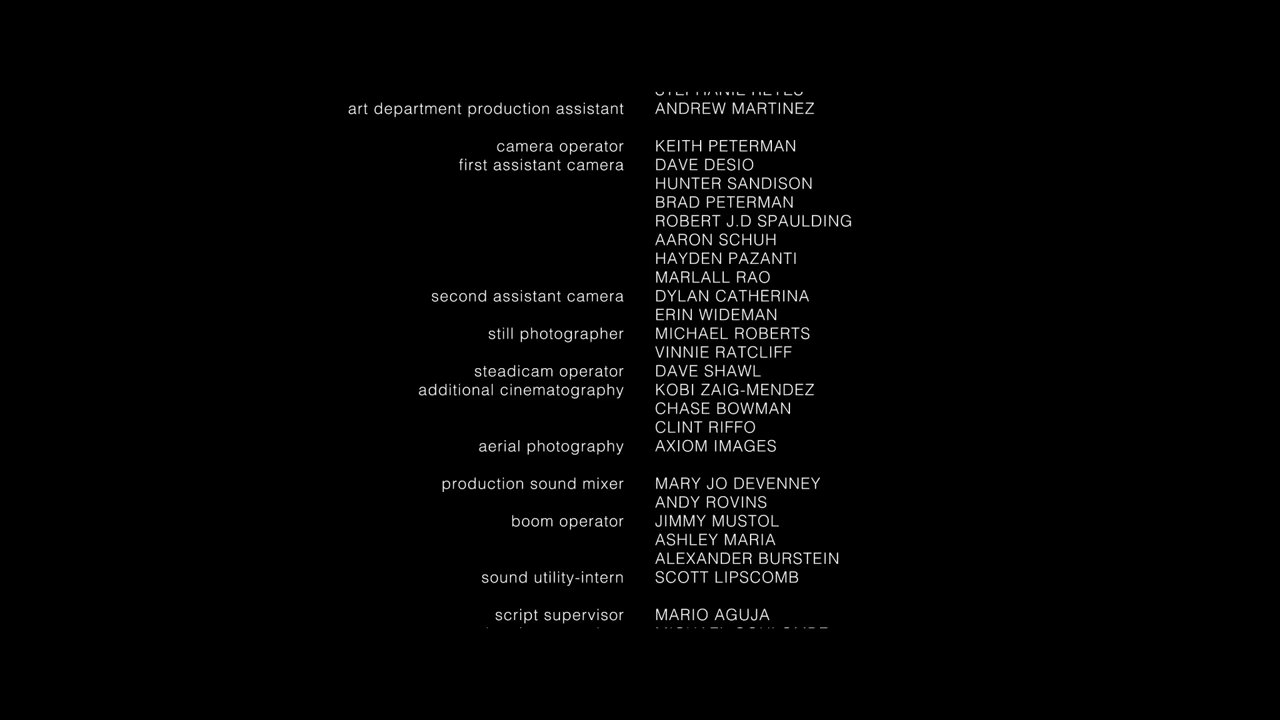 art department production assistant ANDREW MARTINEZ
camera operator KEITH PETERMAN
first assistant camera DAVE DESIO
HUNTER SANDISON
BRAD PETERMAN
ROBERT J.D SPAULDING
AARON SCHUH
HAYDEN PAZANTI
MARLALL RAO
second assistant camera DYLAN CATHERINA
ERIN WIDEMAN
still photographer MICHAEL ROBERTS
VINNIE RATCLIFF
steadicam operator DAVE SHAWL
additional cinematography KOBI ZAIG-MENDEZ
CHASE BOWMAN
CLINT RIFFO
aerial photography AXIOM IMAGES
production sound mixer MARY JO DEVENNEY
ANDY ROVINS
boom operator JIMMY MUSTOL
ASHLEY MARIA
ALEXANDER BURSTEIN
sound utility-intern SCOTT LIPSCOMB
script supervisor MARIO AGUJA